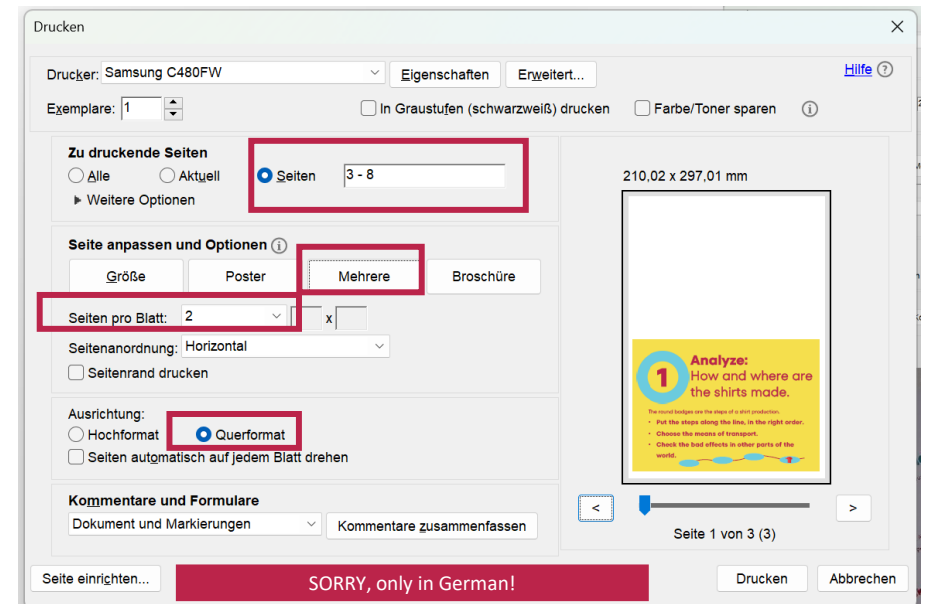 Drucken
Drucker: Samsung C480FW Eigenschaften Erweitert... Hilfe ?
Exemplare: 1 In Graustufen (schwarzweiß) drucken Farbe/Toner sparen i
Zu druckende Seiten
Alle Aktuell Seiten 3 - 8
Weitere Optionen
Seite anpassen und Optionen i
Größe Poster Mehrere Broschüre
Seiten pro Blatt: 2 x
Seitenanordnung: Horizontal
Seitenrand drucken
Ausrichtung:
Hochformat Querformat
Seiten automatisch auf jedem Blatt drehen
Kommentare und Formulare
Dokument und Markierungen Kommentare zusammenfassen
210,02 x 297,01 mm
1 Analyze:
How and where are
the shirts made.
The round badges are the steps of a shirt production.
• Put the steps along the line, in the right order.
• Choose the means of transport.
• Check the bad effects in other parts of the
world.
?
< >
Seite 1 von 3 (3)
Seite einrichten... SORRY, only in German! Drucken Abbrechen